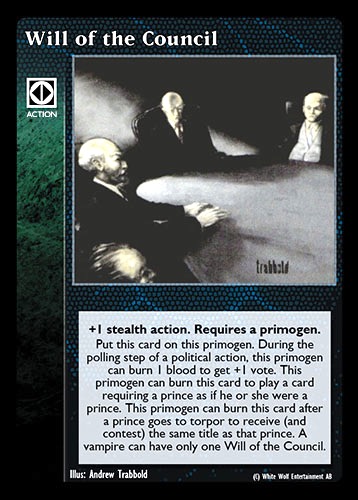 Will of the Council
ACTION
trabbold
+1 stealth action. Requires a primogen.
Put this card on this primogen. During the
polling step of a political action, this primogen
can burn 1 blood to get +1 vote. This
primogen can burn this card to play a card
requiring a prince as if he or she were a
prince. This primogen can burn this card after
a prince goes to torpor to receive (and
contest) the same title as that prince. A
vampire can have only one Will of the Council.
Illus: Andrew Trabbold
(C) White Wolf Entertainment AB